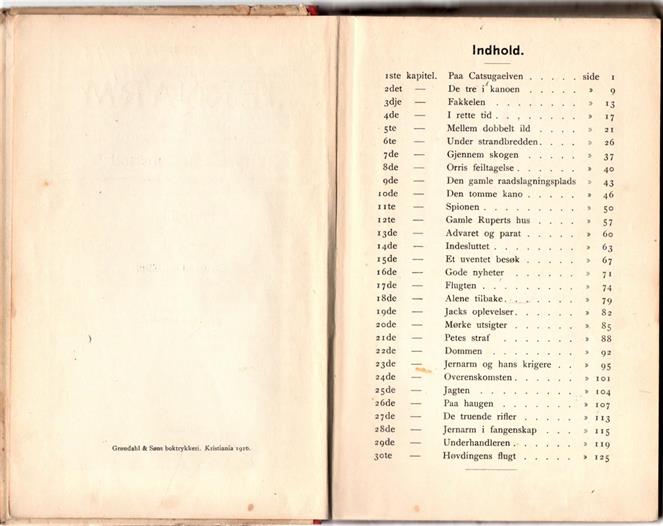 Grøndahl & Søns boktrykkeri. Kristiania 1910.
Indhold.
1ste kapitel. Paa Catsugaelven . . . . . side 1
2det — De tre i kanoen . . . . . » 9
3dje — Fakkelen . . . . . . . . » 13
4de — I rette tid . . . . . . . . » 17
5te — Mellem dobbelt ild . . . . » 21
6te — Under strandbredden . . . . » 26
7de — Gjennem skogen . . . . . » 37
8de — Orris feiltagelse . . . . . . » 40
9de — Den gamle raadslagningsplads » 43
10de — Den tomme kano . . . . . » 46
11te — Spionen . . . . . . . . . » 50
12te — Gamle Ruperts hus . . . . » 57
13de — Advaret og parat . . . . . » 60
14de — Indesluttet . . . . . . . . » 63
15de — Et uventet besøk . . . . . » 67
16de — Gode nyheter . . . . . . » 71
17de — Flugten . . . . . . . . . » 74
18de — Alene tilbake . . . . . . . » 79
19de — Jacks oplevelser . . . . . . » 82
20de — Mørke utsigter . . . . . . » 85
21de — Petes straf . . . . . . . . » 88
22de — Dommen . . . . . . . . » 92
23de — Jernarm og hans krigere . . » 95
24de — Overenskomsten . . . . . . » 101
25de — Jagten . . . . . . . . . » 104
26de — Paa haugen . . . . . . . » 107
27de — De truende rifler . . . . . » 113
28de — Jernarm i fangenskap . . . » 115
29de — Underhandleren . . . . . . » 119
30te — Høvdingens flugt . . . . . » 125